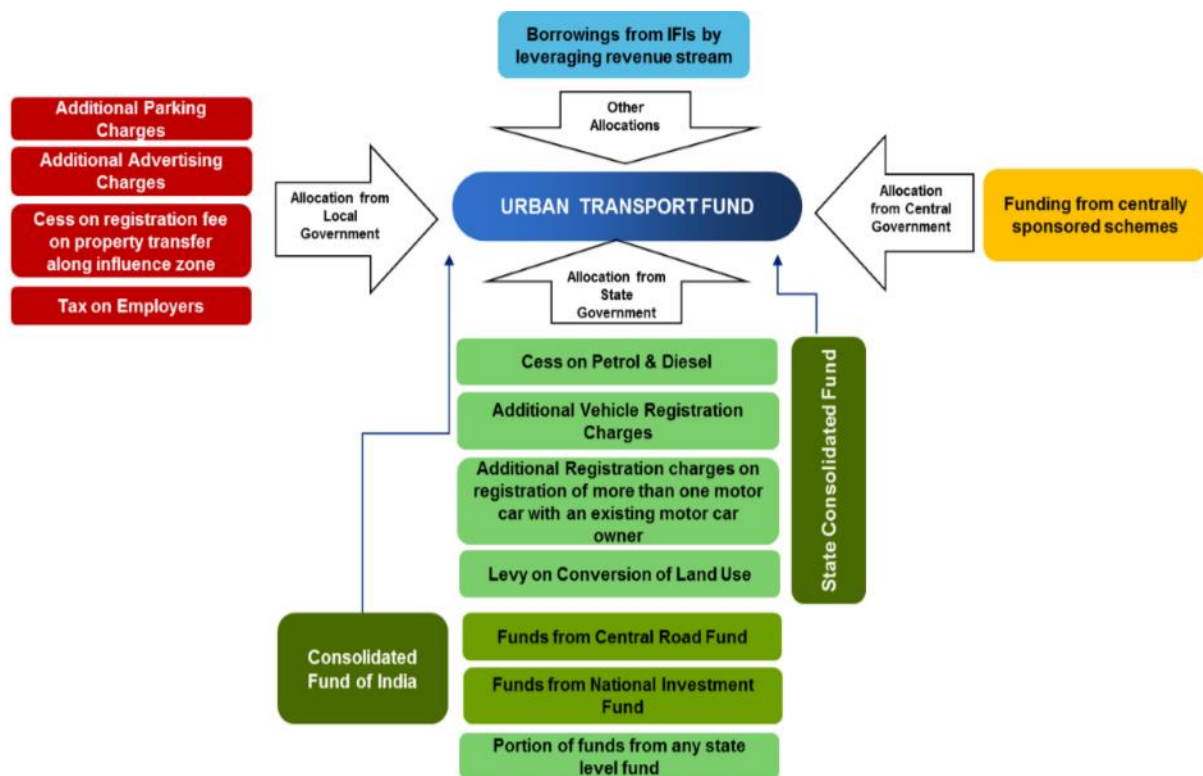 Borrowings from IFIs by
leveraging revenue stream
Other
Allocations
Additional Parking
Charges
Additional Advertising
Charges
Cess on registration fee
on property transfer
along influence zone
Tax on Employers
Allocation from
Local
Government
URBAN TRANSPORT FUND
Allocation
from Central
Government
Funding from centrally
sponsored schemes
Allocation from
State
Government
Cess on Petrol & Diesel
Additional Vehicle Registration
Charges
Additional Registration charges on
registration of more than one motor
car with an existing motor car
owner
Levy on Conversion of Land Use
State Consolidated Fund
Consolidated
Fund of India
Funds from Central Road Fund
Funds from National Investment
Fund
Portion of funds from any state
level fund